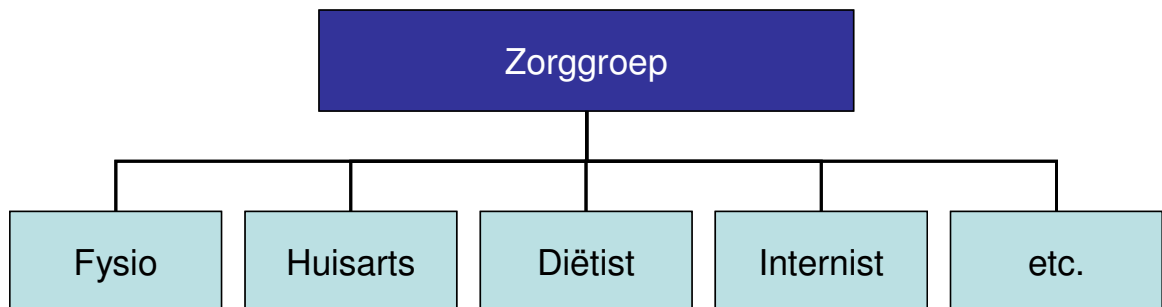 Zorggroep
Fysio
Huisarts
Diëtist
Internist
etc.